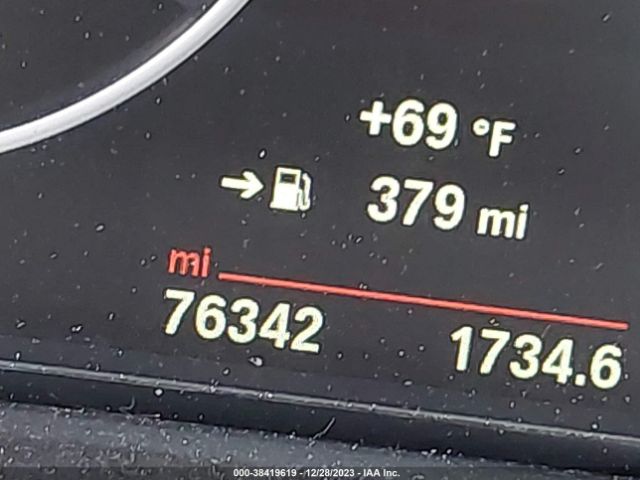 +69 °F
→ 379 mi
mi
76342 1734.6
000-38419619 - 12/28/2023 - IAA Inc.